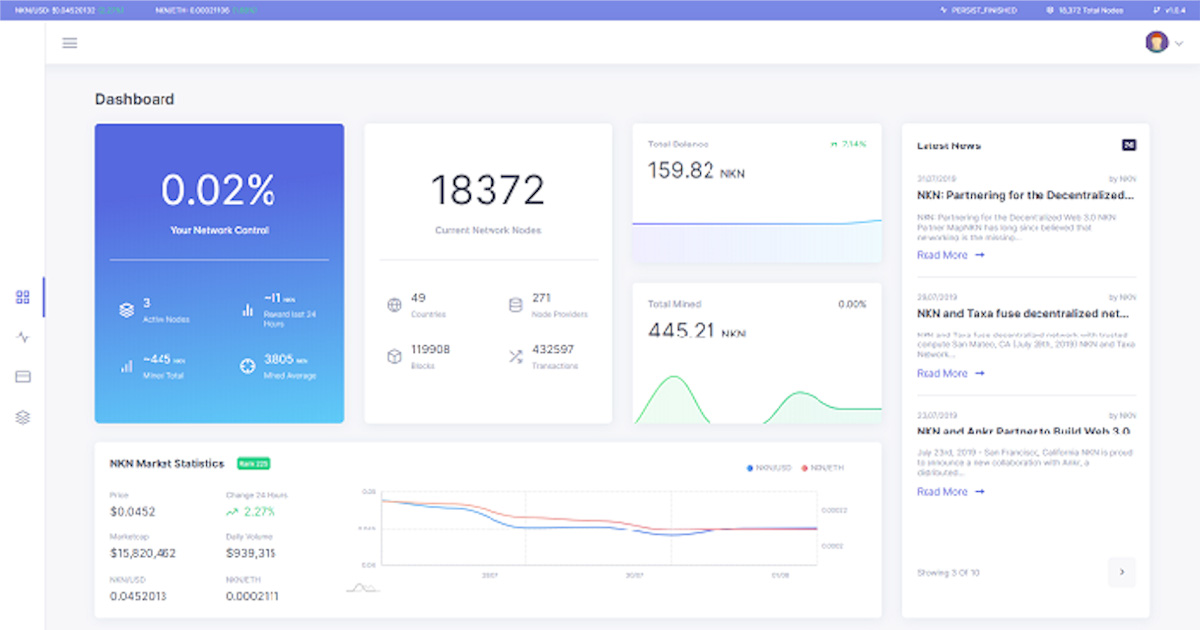 NKN/USD: $0.04520132 (2.27%)
NKN/ETH: 0.00021106
PERSIST_FINISHED
18,372 Total Nodes
v1.0.4
Dashboard
0.02%
Your Network Control
3
Active Nodes
~11 NKN
Reward last 24
Hours
~445 NKN
Mined Total
3805 NKN
Mined Average
18372
Current Network Nodes
49
Countries
271
Node Providers
119908
Blocks
432597
Transactions
Total Balance
7.14%
159.82 NKN
Total Mined
0.00%
445.21 NKN
Latest News
31/07/2019
by NKN
NKN: Partnering for the Decentralized...
NKN: Partnering for the Decentralized Web 3.0 NKN
Partner MapNKN has long since believed that
networking is the missing...
Read More →
29/07/2019
by NKN
NKN and Taxa fuse decentralized net...
NKN and Taxa fuse decentralized network with trusted
compute San Mateo, CA (July 29th, 2019) NKN and Taxa
Network...
Read More →
23/07/2019
by NKN
NKN and Ankr Partner to Build Web 3.0
July 23rd, 2019 - San Francisco, California NKN is proud
to announce a new collaboration with Ankr, a
distributed...
Read More →
Showing 3 Of 10
NKN Market Statistics
Rank 225
Price
$0.0452
Change 24 Hours
2.27%
Marketcap
$15,820,462
Daily Volume
$939,315
NKN/USD
0.0452013
NKN/ETH
0.0002111
NKN/USD
NKN/ETH
0.05
0.045
0.00022
0.0002
30/07
01/08